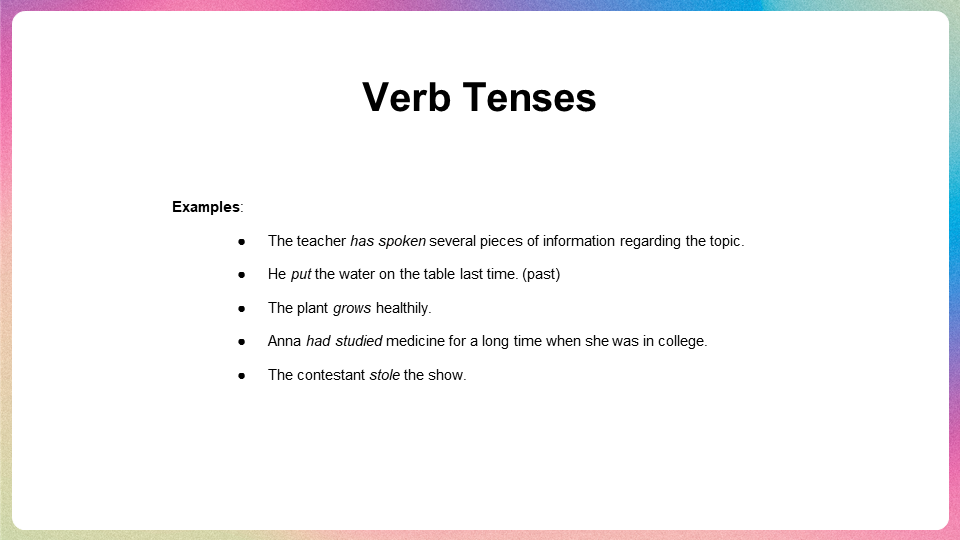 Verb Tenses
Examples:
● The teacher has spoken several pieces of information regarding the topic.
● He put the water on the table last time. (past)
● The plant grows healthily.
● Anna had studied medicine for a long time when she was in college.
● The contestant stole the show.